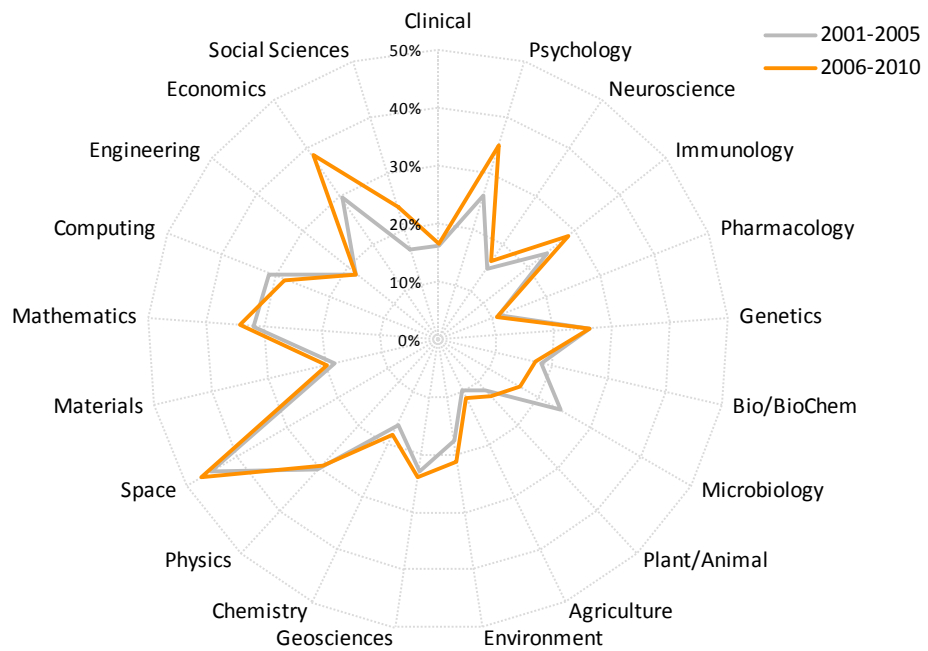 Clinical
Psychology
Neuroscience
Immunology
Pharmacology
Genetics
Bio/BioChem
Microbiology
Plant/Animal
Agriculture
Environment
Geosciences
Chemistry
Physics
Space
Materials
Mathematics
Computing
Engineering
Economics
Social Sciences
50%
40%
30%
20%
10%
0%
2001-2005
2006-2010